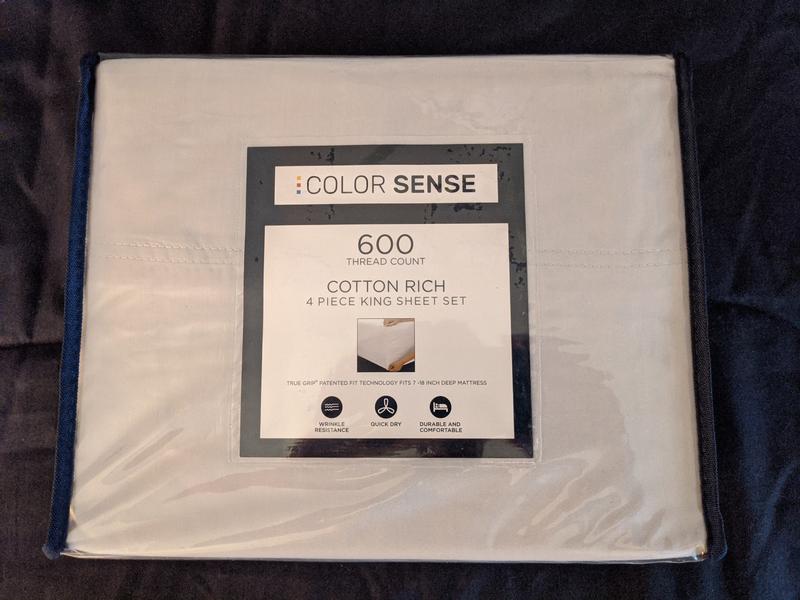 COLOR SENSE
600
THREAD COUNT
COTTON RICH
4 PIECE KING SHEET SET
TRUE GRIP® PATENTED FIT TECHNOLOGY FITS 7 -18 INCH DEEP MATTRESS
WRINKLE
RESISTANCE
QUICK DRY
DURABLE AND
COMFORTABLE